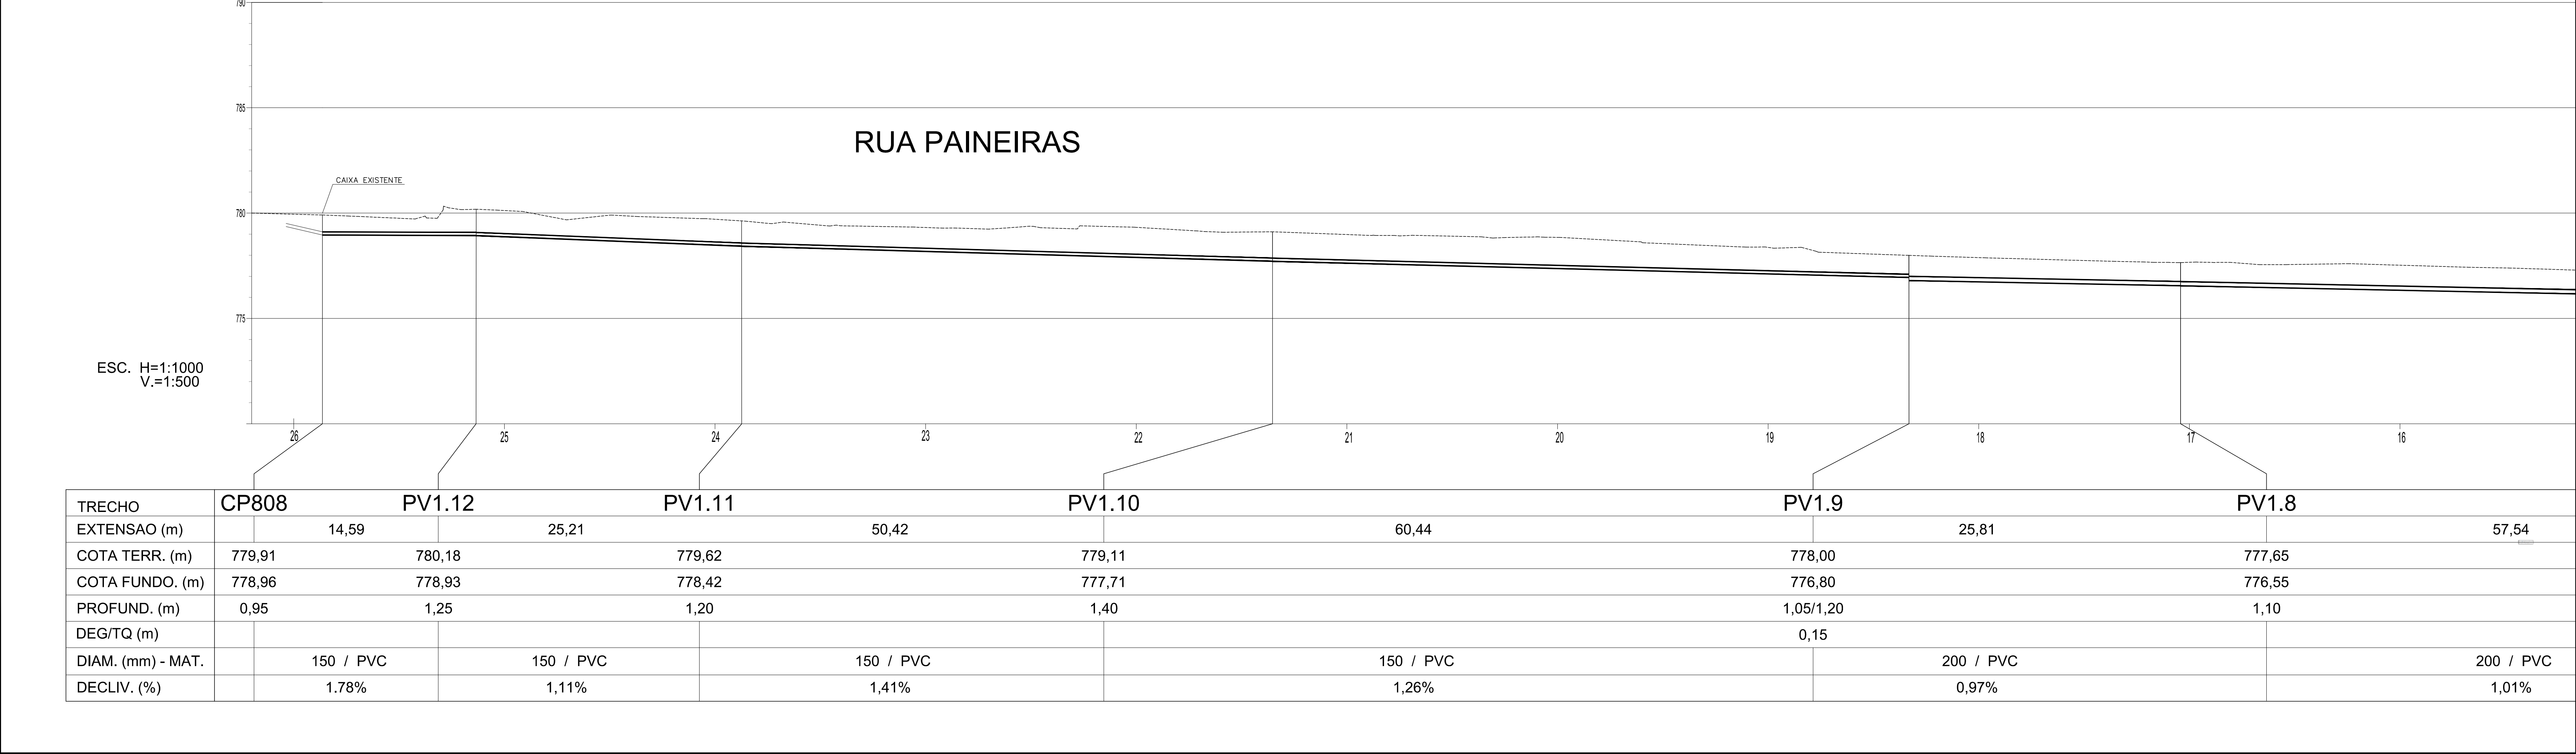 790
785
RUA PAINEIRAS
CAIXA EXISTENTE
780
775
ESC. H=1:1000
V.=1:500
26 25 24 23 22 21 20 19 18 17 16
TRECHO CP808 PV1.12 PV1.11 PV1.10 PV1.9 PV1.8
EXTENSAO (m) 14,59 25,21 50,42 60,44 25,81 57,54
COTA TERR. (m) 779,91 780,18 779,62 779,11 778,00 777,65
COTA FUNDO. (m) 778,96 778,93 778,42 777,71 776,80 776,55
PROFUND. (m) 0,95 1,25 1,20 1,40 1,05/1,20 1,10
DEG/TQ (m) 0,15
DIAM. (mm) - MAT. 150 / PVC 150 / PVC 150 / PVC 150 / PVC 200 / PVC 200 / PVC
DECLIV. (%) 1.78% 1,11% 1,41% 1,26% 0,97% 1,01%